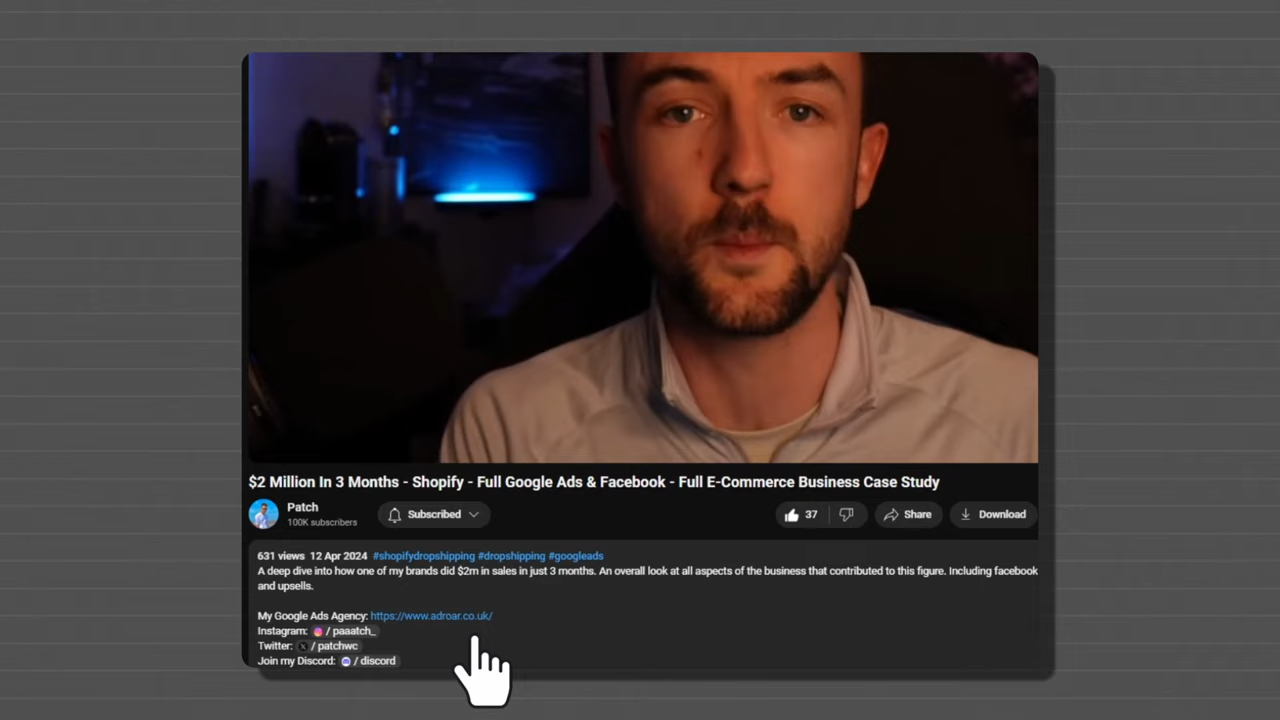 $2 Million In 3 Months - Shopify - Full Google Ads & Facebook - Full E-Commerce Business Case Study
Patch
100K subscribers
Subscribed
37
Share
Download
631 views 12 Apr 2024 #shopifydropshipping #dropshipping #googleads
A deep dive into how one of my brands did $2m in sales in just 3 months. An overall look at all aspects of the business that contributed to this figure. Including facebook
and upsells.
My Google Ads Agency: https://www.adroar.co.uk/
Instagram: / paaatch_
Twitter: / patchwc
Join my Discord: / discord